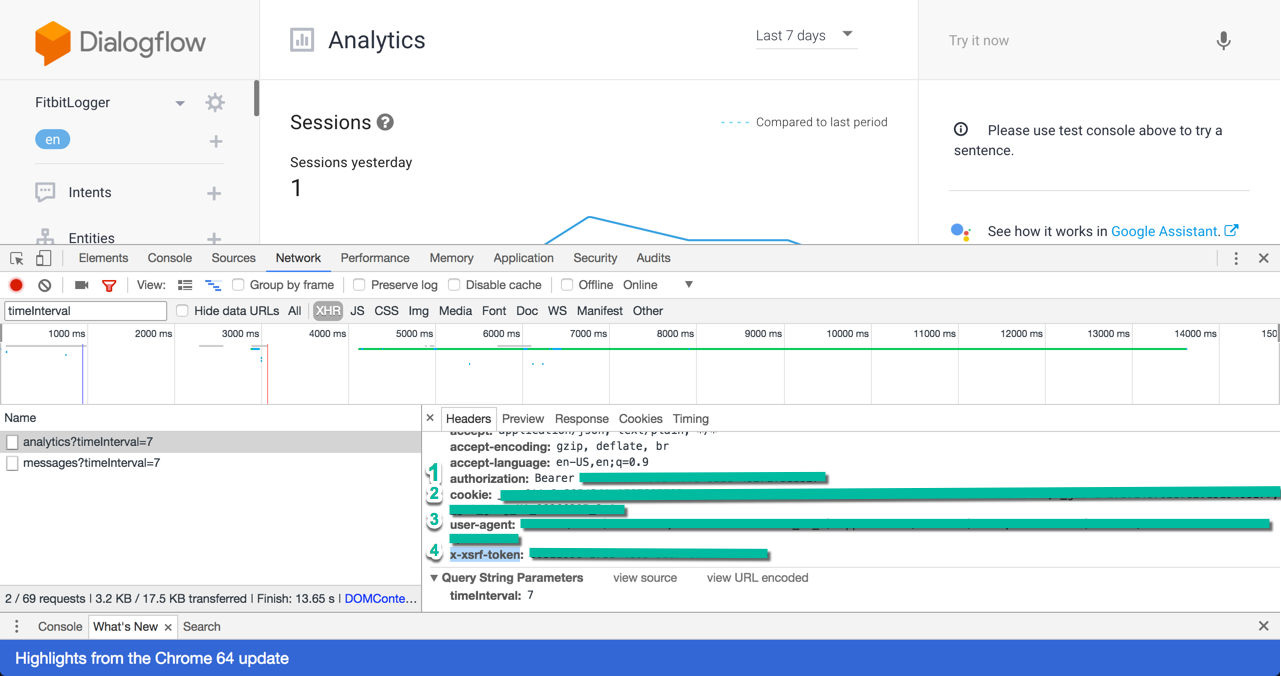 Dialogflow
Analytics
Last 7 days
Try it now
FitbitLogger
en
Sessions
Compared to last period
Sessions yesterday
1
Please use test console above to try a
sentence.
Intents
Entities
See how it works in Google Assistant.
Elements Console Sources Network Performance Memory Application Security Audits
View: Group by frame Preserve log Disable cache Offline Online
timeInterval Hide data URLs All XHR JS CSS Img Media Font Doc WS Manifest Other
1000 ms 2000 ms 3000 ms 4000 ms 5000 ms 6000 ms 7000 ms 8000 ms 9000 ms 10000 ms 11000 ms 12000 ms 13000 ms 14000 ms 150
Name
analytics?timeInterval=7
messages?timeInterval=7
Headers Preview Response Cookies Timing
accept: application/json, text/plain, */*
accept-encoding: gzip, deflate, br
accept-language: en-US,en;q=0.9
1 authorization: Bearer
2 cookie:
3 user-agent:
4 x-xsrf-token:
Query String Parameters view source view URL encoded
timeInterval: 7
2 / 69 requests | 3.2 KB / 17.5 KB transferred | Finish: 13.65 s | DOMConte…
Console What's New Search
Highlights from the Chrome 64 update